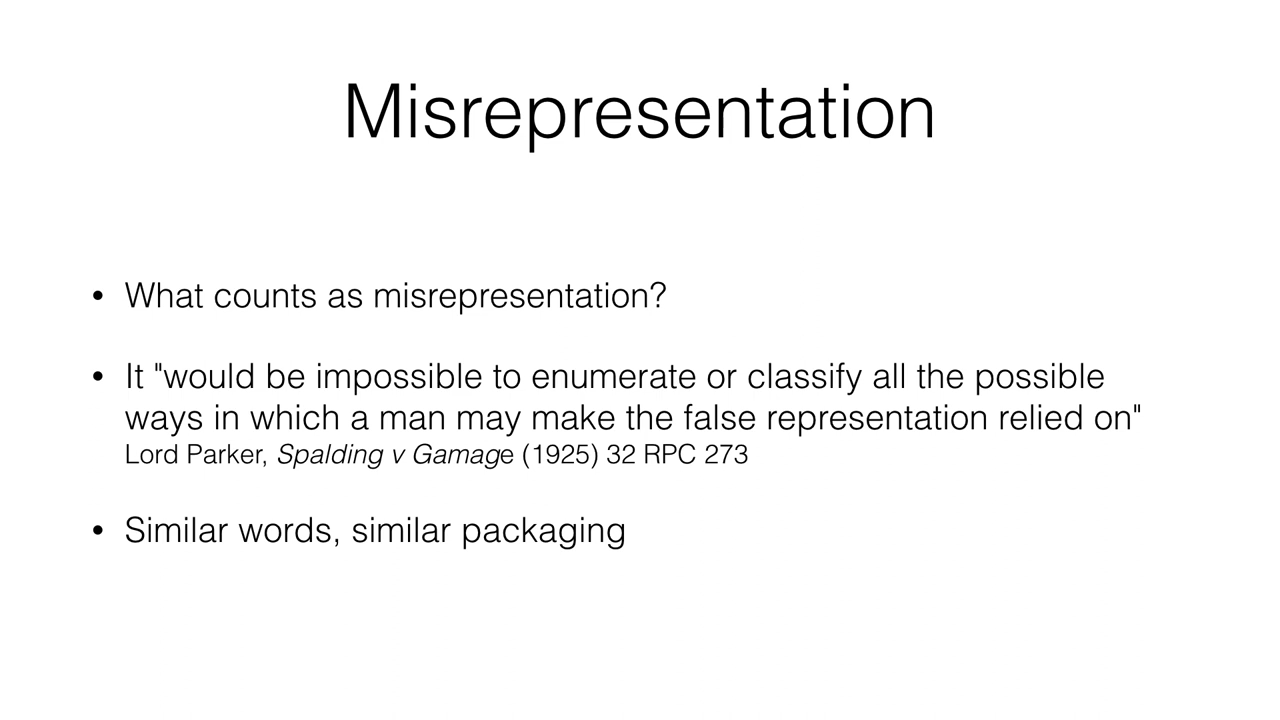 Misrepresentation
• What counts as misrepresentation?
• It "would be impossible to enumerate or classify all the possible
ways in which a man may make the false representation relied on"
Lord Parker, Spalding v Gamage (1925) 32 RPC 273
• Similar words, similar packaging